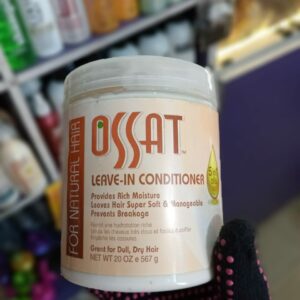 FOR NATURAL HAIR
OSSAT
LEAVE-IN CONDITIONER
Provides Rich Moisture
Leaves Hair Super Soft & Manageable
Prevents Breakage
Great for Dull, Dry Hair
NET WT 20 OZ e 567 g